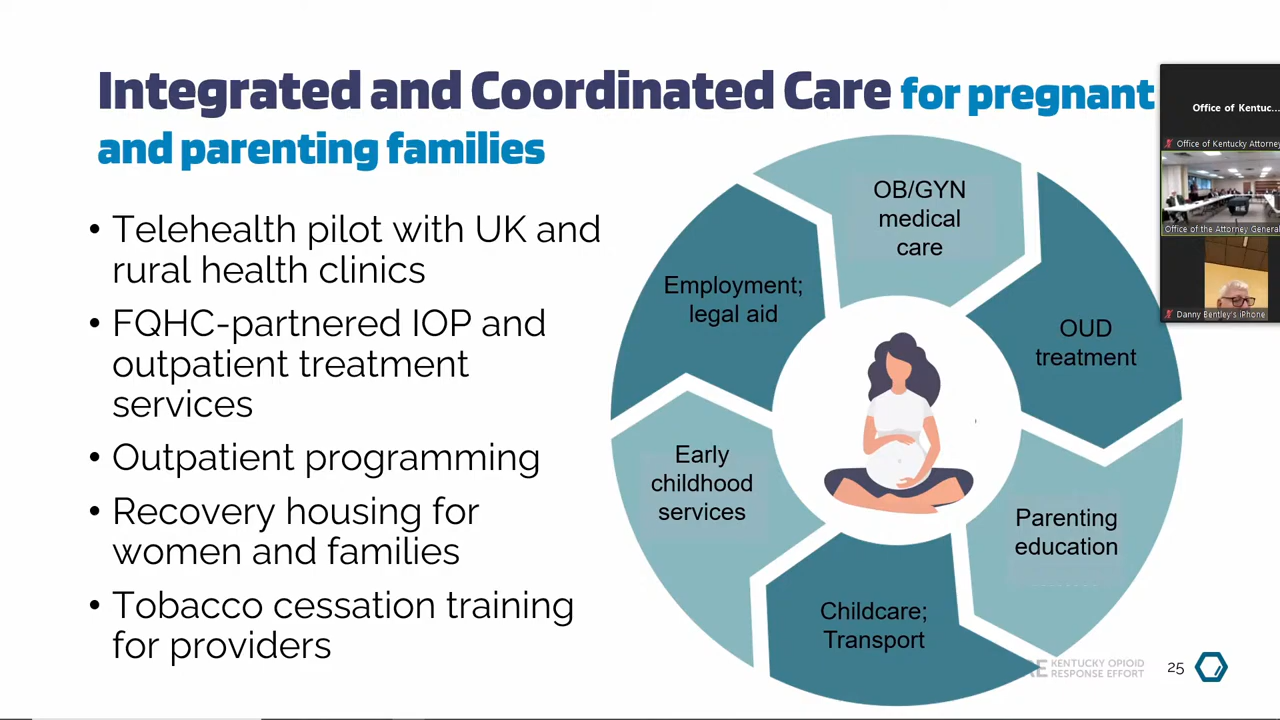 Integrated and Coordinated Care for pregnant
and parenting families
• Telehealth pilot with UK and
rural health clinics
• FQHC-partnered IOP and
outpatient treatment
services
• Outpatient programming
• Recovery housing for
women and families
• Tobacco cessation training
for providers
OB/GYN
medical
care
OUD
treatment
Parenting
education
Childcare;
Transport
Early
childhood
services
Employment;
legal aid
Office of Kentuc...
Office of Kentucky Attorney
Office of the Attorney General
Danny Bentley's iPhone
KENTUCKY OPIOID
RESPONSE EFFORT
25